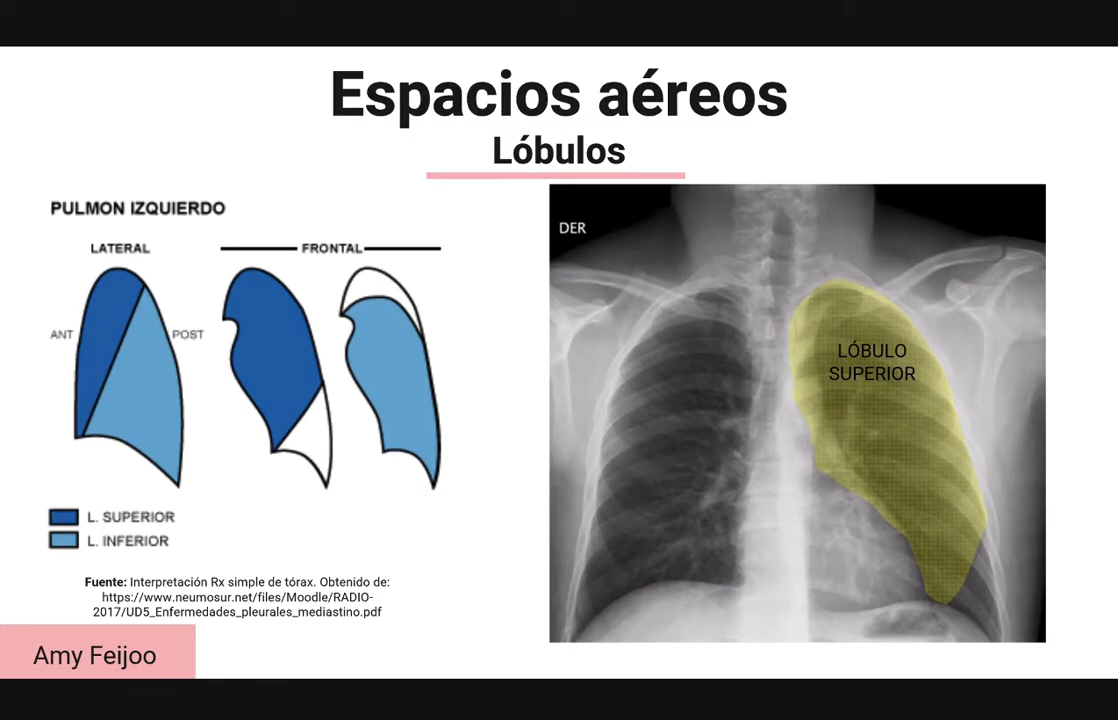 Espacios aéreos
Lóbulos
PULMON IZQUIERDO
LATERAL
FRONTAL
ANT
POST
L. SUPERIOR
L. INFERIOR
Fuente: Interpretación Rx simple de tórax. Obtenido de:
https://www.neumosur.net/files/Moodle/RADIO-
2017/UD5_Enfermedades_pleurales_mediastino.pdf
Amy Feijoo
DER
LÓBULO
SUPERIOR